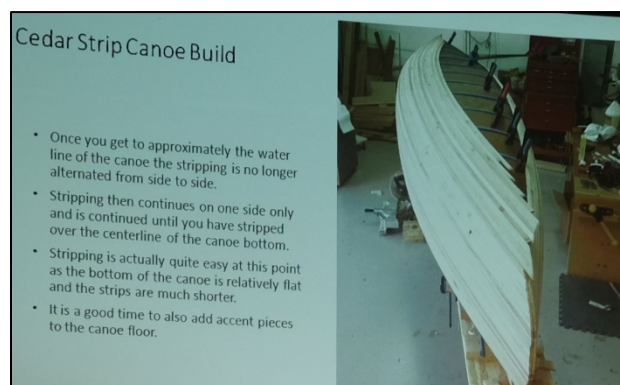 Cedar Strip Canoe Build
• Once you get to approximately the water
line of the canoe the stripping is no longer
alternated from side to side.
• Stripping then continues on one side only
and is continued until you have stripped
over the centerline of the canoe bottom.
• Stripping is actually quite easy at this point
as the bottom of the canoe is relatively flat
and the strips are much shorter.
• It is a good time to also add accent pieces
to the canoe floor.